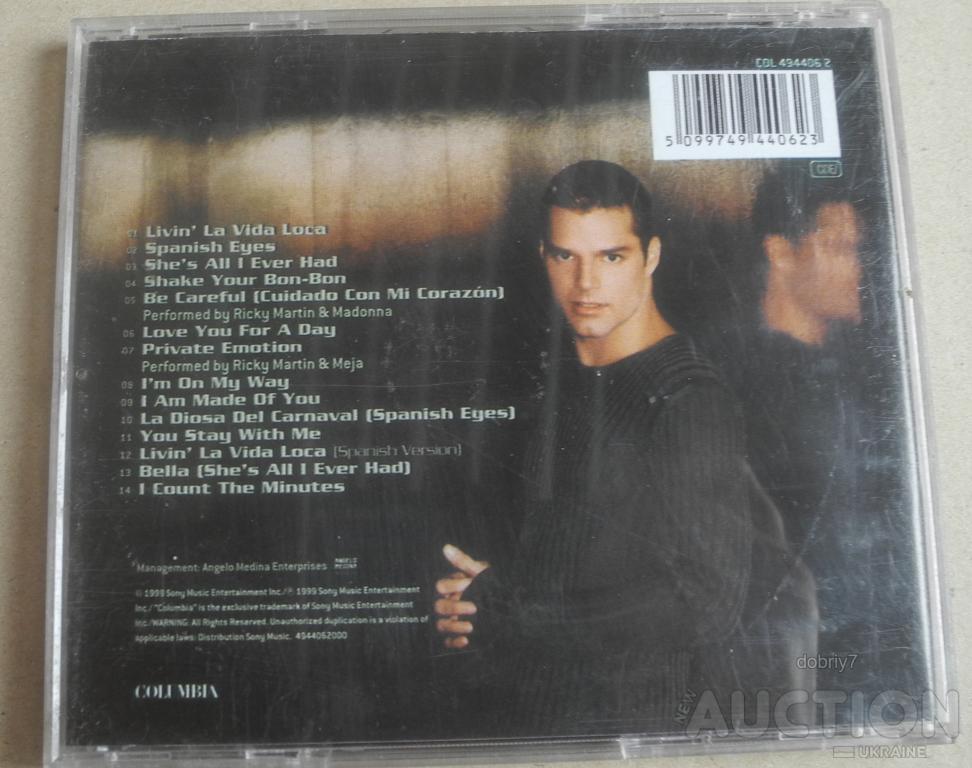 COL 494406 2
5 099749 440623
01 Livin' La Vida Loca
02 Spanish Eyes
03 She's All I Ever Had
04 Shake Your Bon-Bon
05 Be Careful (Cuidado Con Mi Corazón)
Performed by Ricky Martin & Madonna
06 Love You For A Day
07 Private Emotion
Performed by Ricky Martin & Meja
08 I'm On My Way
09 I Am Made Of You
10 La Diosa Del Carnaval (Spanish Eyes)
11 You Stay With Me
12 Livin' La Vida Loca [Spanish Version]
13 Bella (She's All I Ever Had)
14 I Count The Minutes
Management: Angelo Medina Enterprises
ANGELO
MEDINA
© 1999 Sony Music Entertainment Inc./℗ 1999 Sony Music Entertainment
Inc./"Columbia" is the exclusive trademark of Sony Music Entertainment
Inc./WARNING: All Rights Reserved. Unauthorized duplication is a violation of
applicable laws: Distribution Sony Music. 4944062000
COLUMBIA
dobriy7
NEW AUCTION
UKRAINE